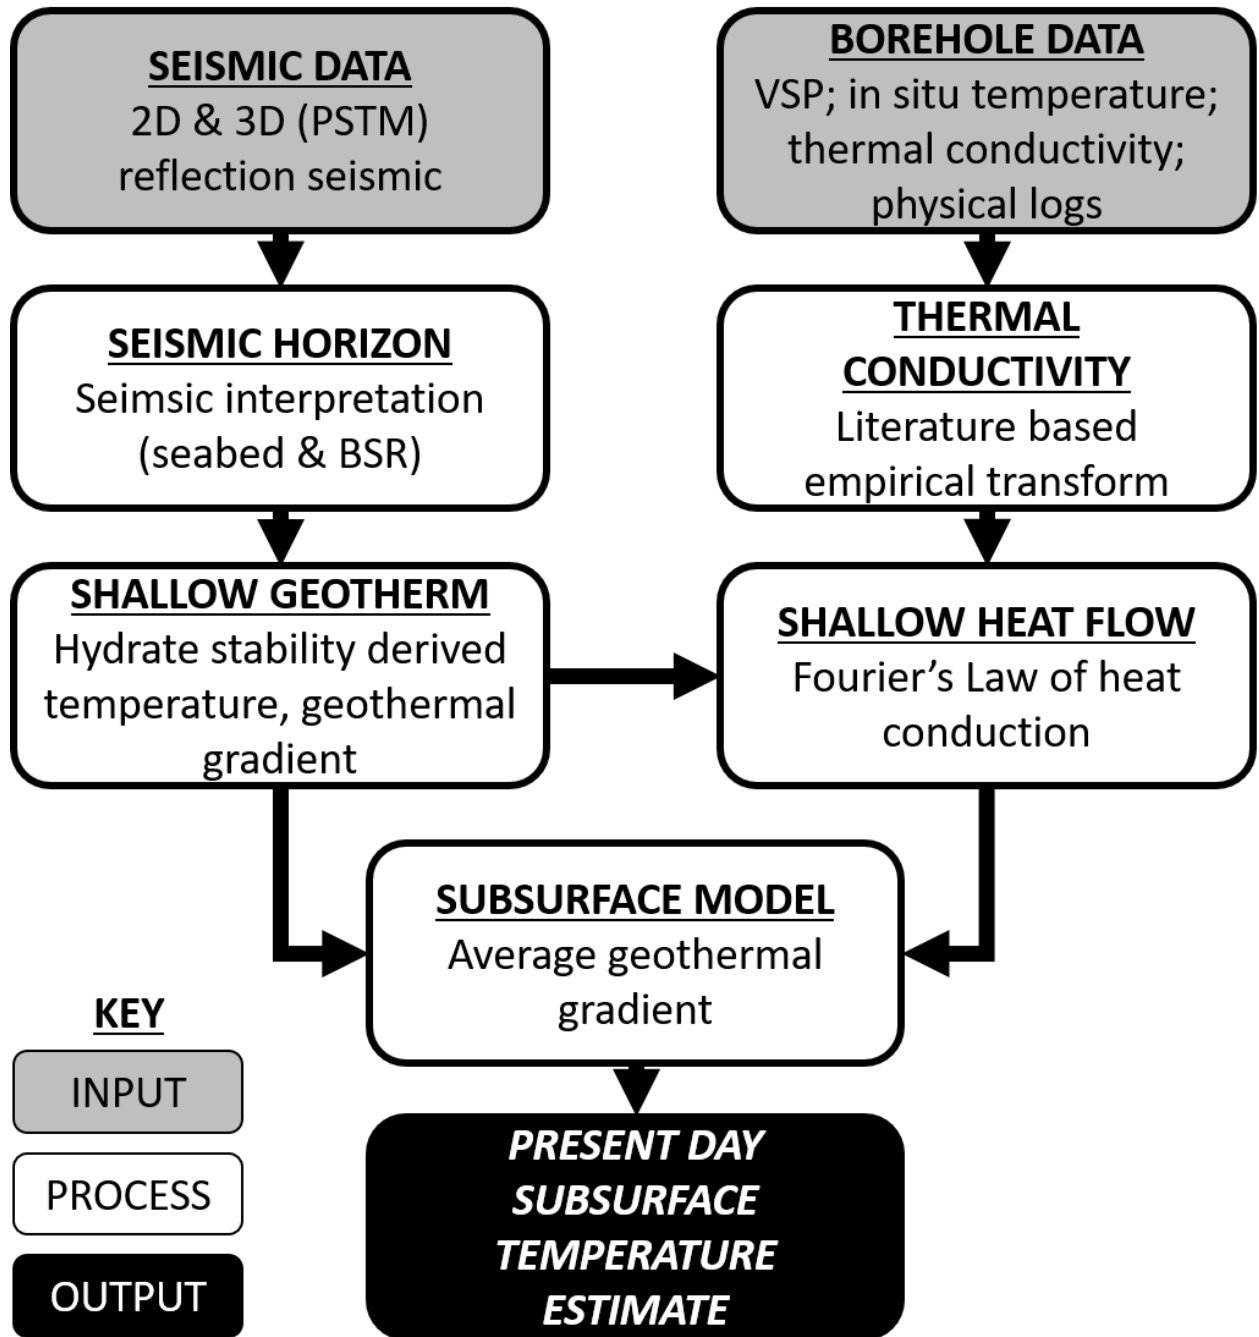 SEISMIC DATA
2D & 3D (PSTM)
reflection seismic
BOREHOLE DATA
VSP; in situ temperature;
thermal conductivity;
physical logs
SEISMIC HORIZON
Seimsic interpretation
(seabed & BSR)
THERMAL
CONDUCTIVITY
Literature based
empirical transform
SHALLOW GEOTHERM
Hydrate stability derived
temperature, geothermal
gradient
SHALLOW HEAT FLOW
Fourier’s Law of heat
conduction
SUBSURFACE MODEL
Average geothermal
gradient
PRESENT DAY
SUBSURFACE
TEMPERATURE
ESTIMATE
KEY
INPUT
PROCESS
OUTPUT